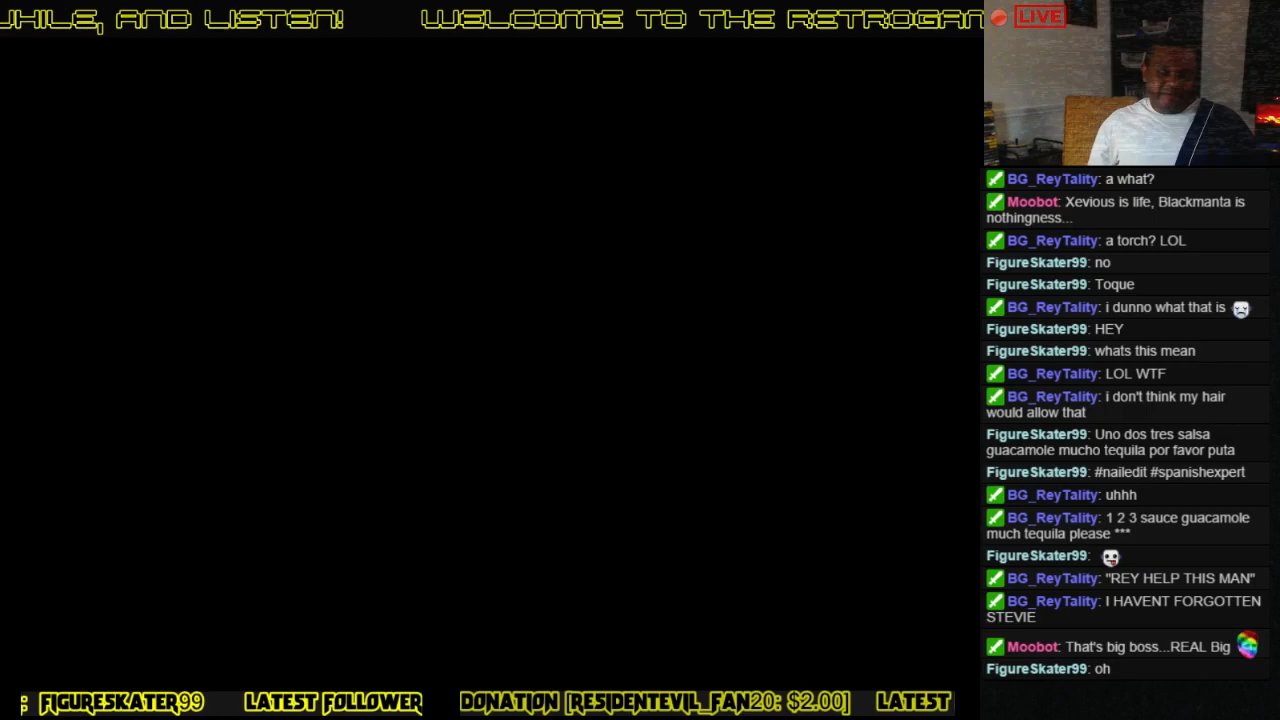 WHILE, AND LISTEN! WELCOME TO THE RETROGAM
LIVE
BG_ReyTality: a what?
Moobot: Xevious is life, Blackmanta is
nothingness...
BG_ReyTality: a torch? LOL
FigureSkater99: no
FigureSkater99: Toque
BG_ReyTality: i dunno what that is
FigureSkater99: HEY
FigureSkater99: whats this mean
BG_ReyTality: LOL WTF
BG_ReyTality: i don't think my hair
would allow that
FigureSkater99: Uno dos tres salsa
guacamole mucho tequila por favor puta
FigureSkater99: #nailedit #spanishexpert
BG_ReyTality: uhhh
BG_ReyTality: 1 2 3 sauce guacamole
much tequila please ***
FigureSkater99:
BG_ReyTality: "REY HELP THIS MAN"
BG_ReyTality: I HAVENT FORGOTTEN
STEVIE
Moobot: That's big boss...REAL Big
FigureSkater99: oh
: FIGURESKATER99 LATEST FOLLOWER DONATION [RESIDENTEVIL_FAN20: $2.00] LATEST